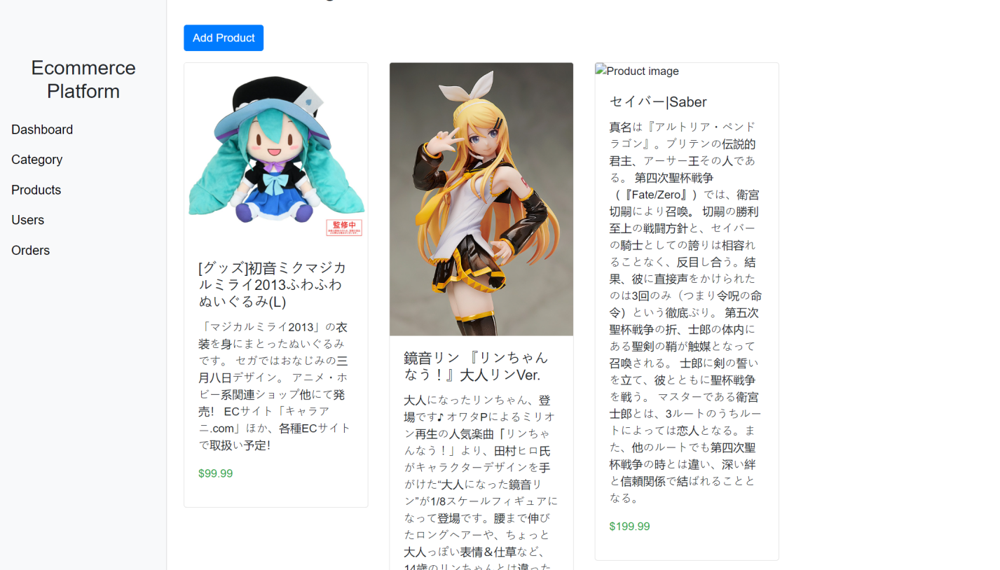 Add Product
Ecommerce
Platform
Dashboard
Category
Products
Users
Orders
監修中
[グッズ]初音ミクマジカ
ルミライ2013ふわふわ
ぬいぐるみ(L)
「マジカルミライ2013」の衣
装を身にまとったぬいぐるみ
です。 セガではおなじみの三
月八日デザイン。 アニメ・ホ
ビー系関連ショップ他にて発
売！ ECサイト「キャラア
ニ.com」ほか、各種ECサイト
で取扱い予定！
$99.99
鏡音リン 『リンちゃん
なう！』大人リンVer.
大人になったリンちゃん、登
場です♪ オワタPによるミリオ
ン再生の人気楽曲「リンちゃ
んなう！」より、田村ヒロ氏
がキャラクターデザインを手
がけた“大人になった鏡音リ
ン”が1/8スケールフィギュアに
なって登場です。腰まで伸び
たロングヘアーや、ちょっと
大人っぽい表情＆仕草など、
14歳のリンちゃんとは違った
Product image
セイバー|Saber
真名は『アルトリア・ペンド
ラゴン』。ブリテンの伝説的
君主、アーサー王その人であ
る。 第四次聖杯戦争
（『Fate/Zero』）では、衛宮
切嗣により召喚。 切嗣の勝利
至上の戦闘方針と、セイバー
の騎士としての誇りは相容れ
ることなく、反目し合う。結
果、彼に直接声をかけられた
のは3回のみ（つまり令呪の命
令）という徹底ぶり。 第五次
聖杯戦争の折、士郎の体内に
ある聖剣の鞘が触媒となって
召喚される。 士郎に剣の誓い
を立て、彼とともに聖杯戦争
を戦う。 マスターである衛宮
士郎とは、3ルートのうちルー
トによっては恋人となる。ま
た、他のルートでも第四次聖
杯戦争の時とは違い、深い絆
と信頼関係で結ばれることと
なる。
$199.99